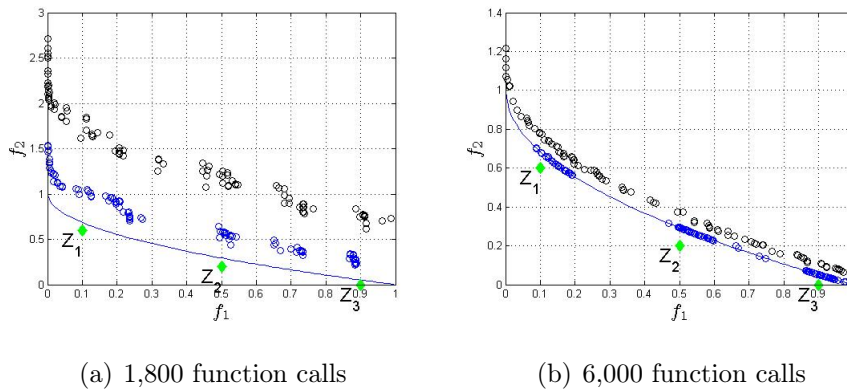 3
2.5
2
1.5
1
0.5
0
0 0.1 0.2 0.3 0.4 0.5 0.6 0.7 0.8 0.9 1
f₂
f₁
Z₁
Z₂
Z₃
(a) 1,800 function calls
1.4
1.2
1
0.8
0.6
0.4
0.2
0
0 0.1 0.2 0.3 0.4 0.5 0.6 0.7 0.8 0.9
f₂
f₁
Z₁
Z₂
Z₃
(b) 6,000 function calls